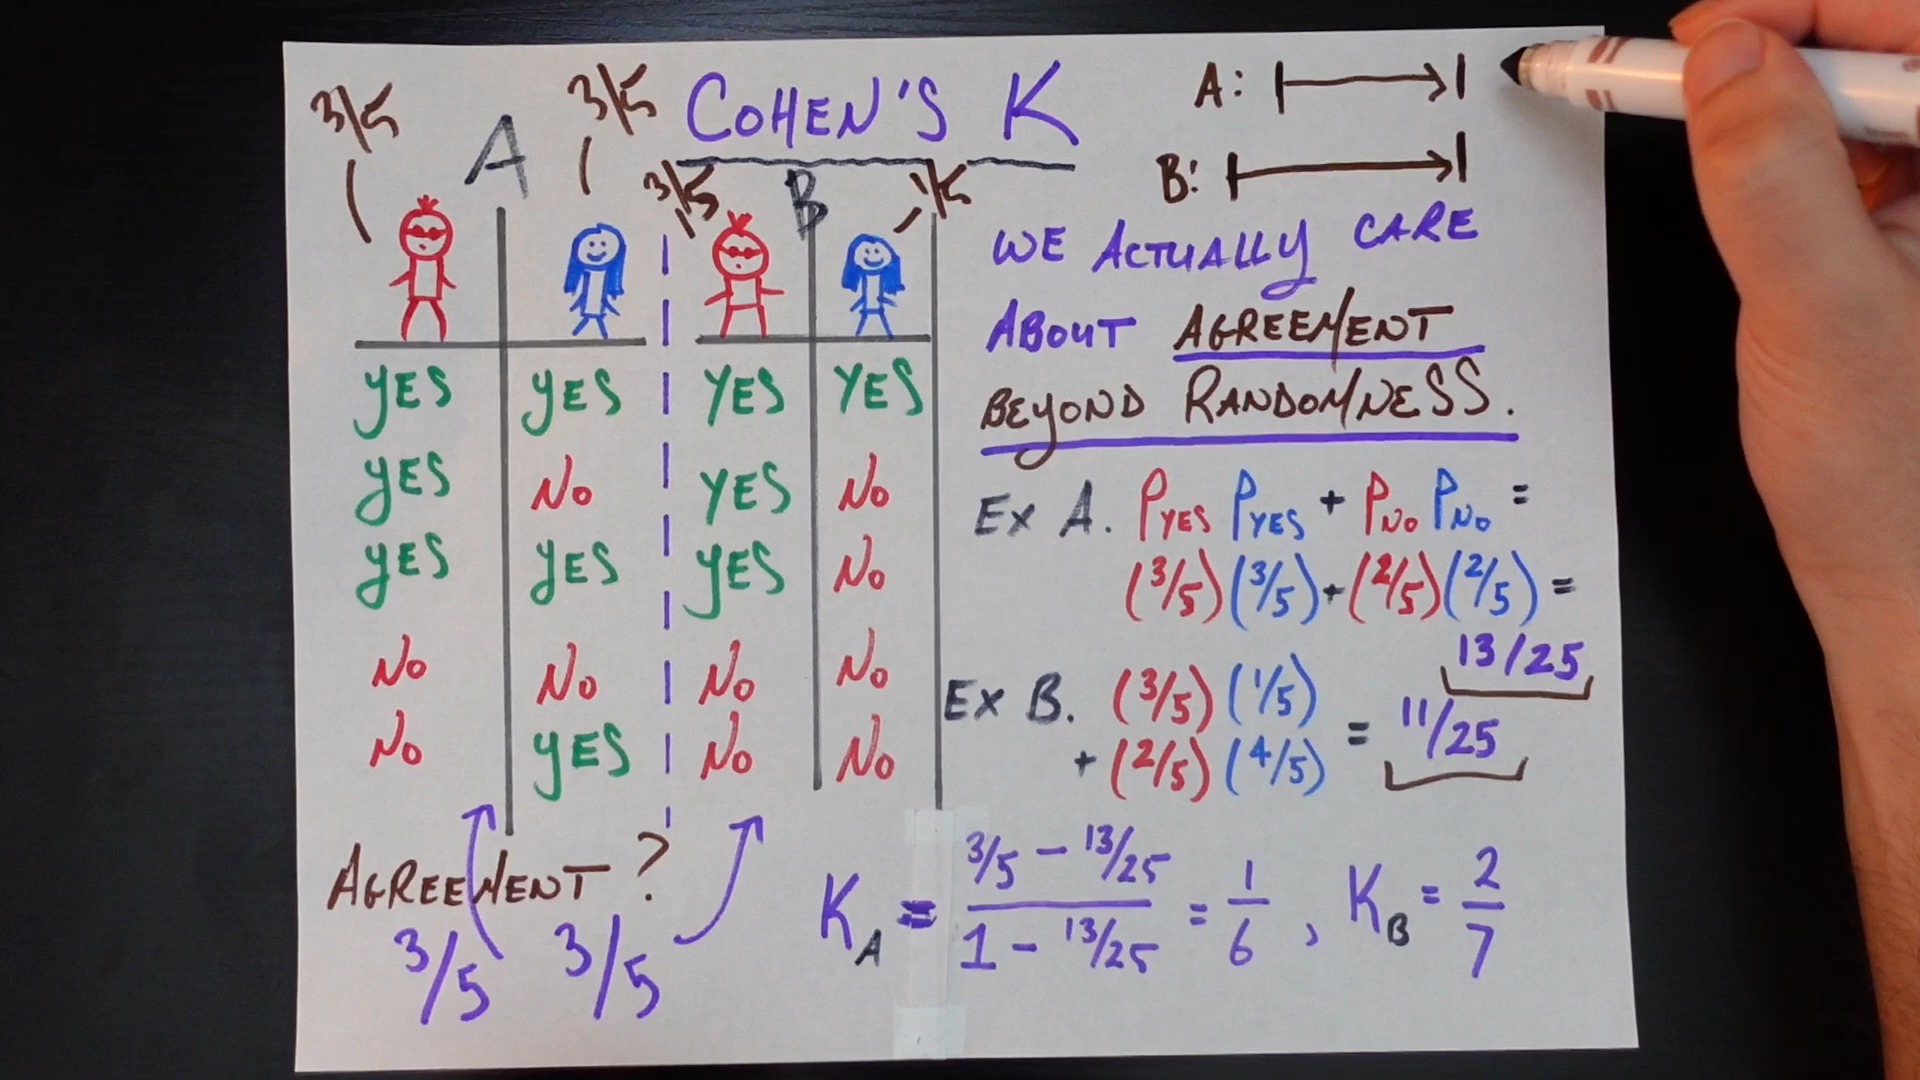 COHEN'S K
3/5 A 3/5
3/5 B 1/5
YES YES YES YES
YES NO YES NO
YES YES YES NO
NO NO NO NO
NO YES NO NO
AGREEMENT?
3/5 3/5
A:
B:
WE ACTUALLY CARE
ABOUT AGREEMENT
BEYOND RANDOMNESS.
EX A. PYES PYES + PNO PNO =
(3/5)(3/5)+(2/5)(2/5) =
13/25
EX B. (3/5)(1/5)
+(2/5)(4/5) = 11/25
KA = 3/5 - 13/25 / 1 - 13/25 = 1/6, KB = 2/7